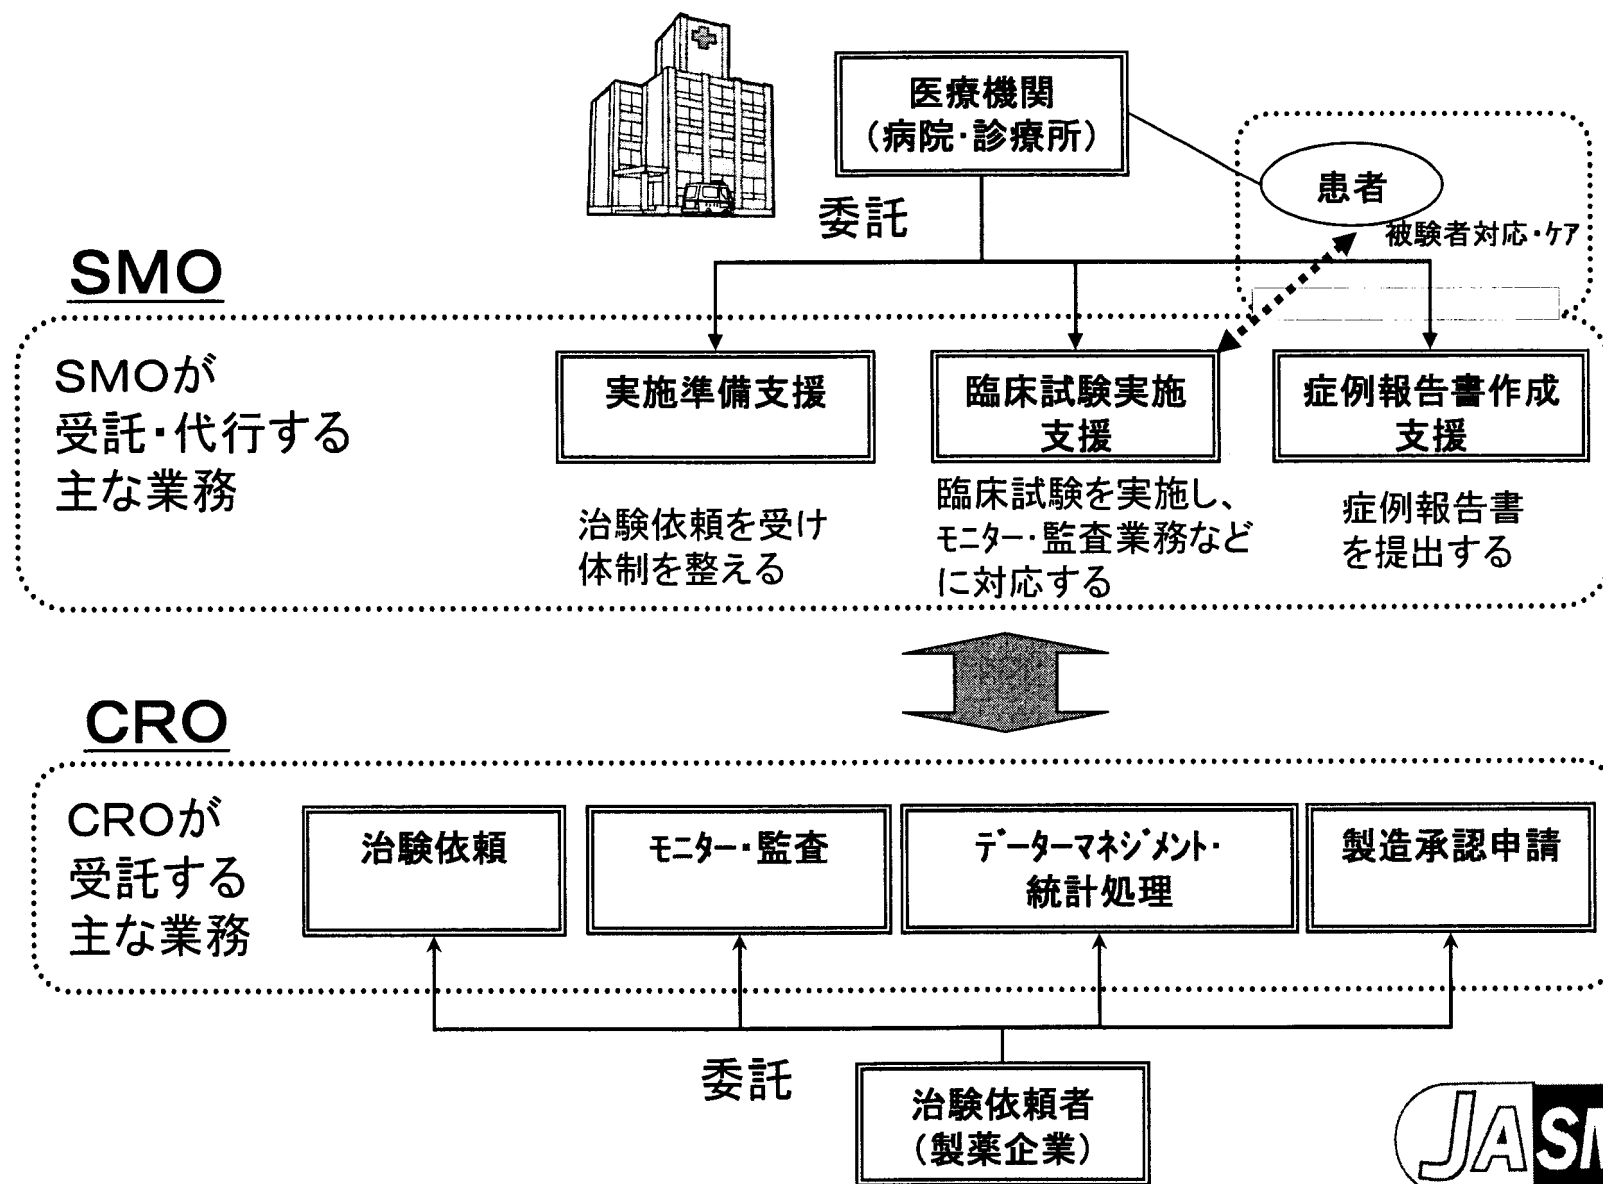 医療機関
(病院・診療所)
患者
被験者対応・ケア
委託
SMO
SMOが
受託・代行する
主な業務
実施準備支援
治験依頼を受け
体制を整える
臨床試験実施
支援
臨床試験を実施し、
モニター・監査業務など
に対応する
症例報告書作成
支援
症例報告書
を提出する
CRO
CROが
受託する
主な業務
治験依頼
モニター・監査
データーマネジメント・
統計処理
製造承認申請
委託
治験依頼者
(製薬企業)
JASM